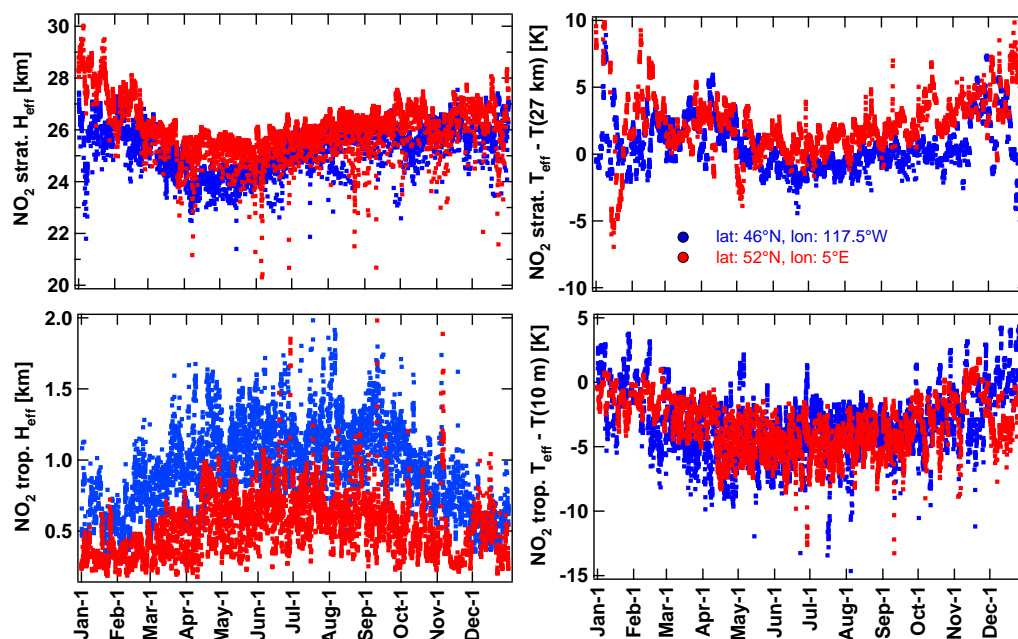 NO2 strat. Heff [km]
30
28
26
24
22
20
NO2 strat. Teff - T(27 km) [K]
10
5
0
-5
-10
lat: 46°N, lon: 117.5°W
lat: 52°N, lon: 5°E
NO2 trop. Heff [km]
2.0
1.5
1.0
0.5
Jan-1
Feb-1
Mar-1
Apr-1
May-1
Jun-1
Jul-1
Aug-1
Sep-1
Oct-1
Nov-1
Dec-1
NO2 trop. Teff - T(10 m) [K]
5
0
-5
-10
-15
Jan-1
Feb-1
Mar-1
Apr-1
May-1
Jun-1
Jul-1
Aug-1
Sep-1
Oct-1
Nov-1
Dec-1